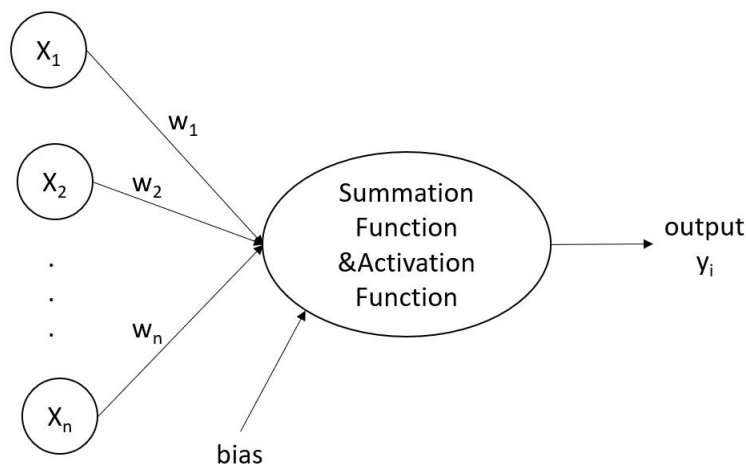 X₁
w₁
X₂
w₂
Summation
Function
&Activation
Function
output
yᵢ
.
.
.
wₙ
Xₙ
bias